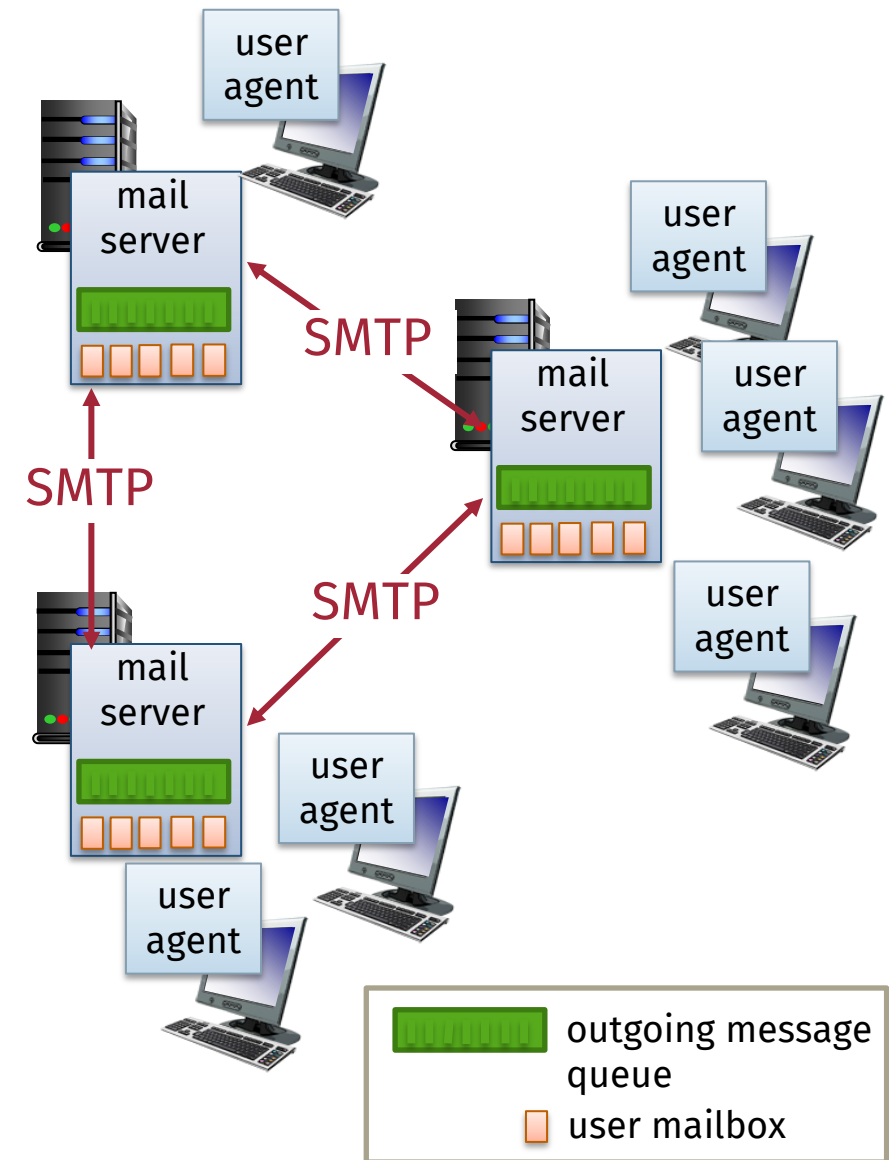 user
agent
mail
server
user
agent
SMTP
mail
server
user
agent
SMTP
SMTP
user
agent
mail
server
user
agent
user
agent
outgoing message
queue
user mailbox